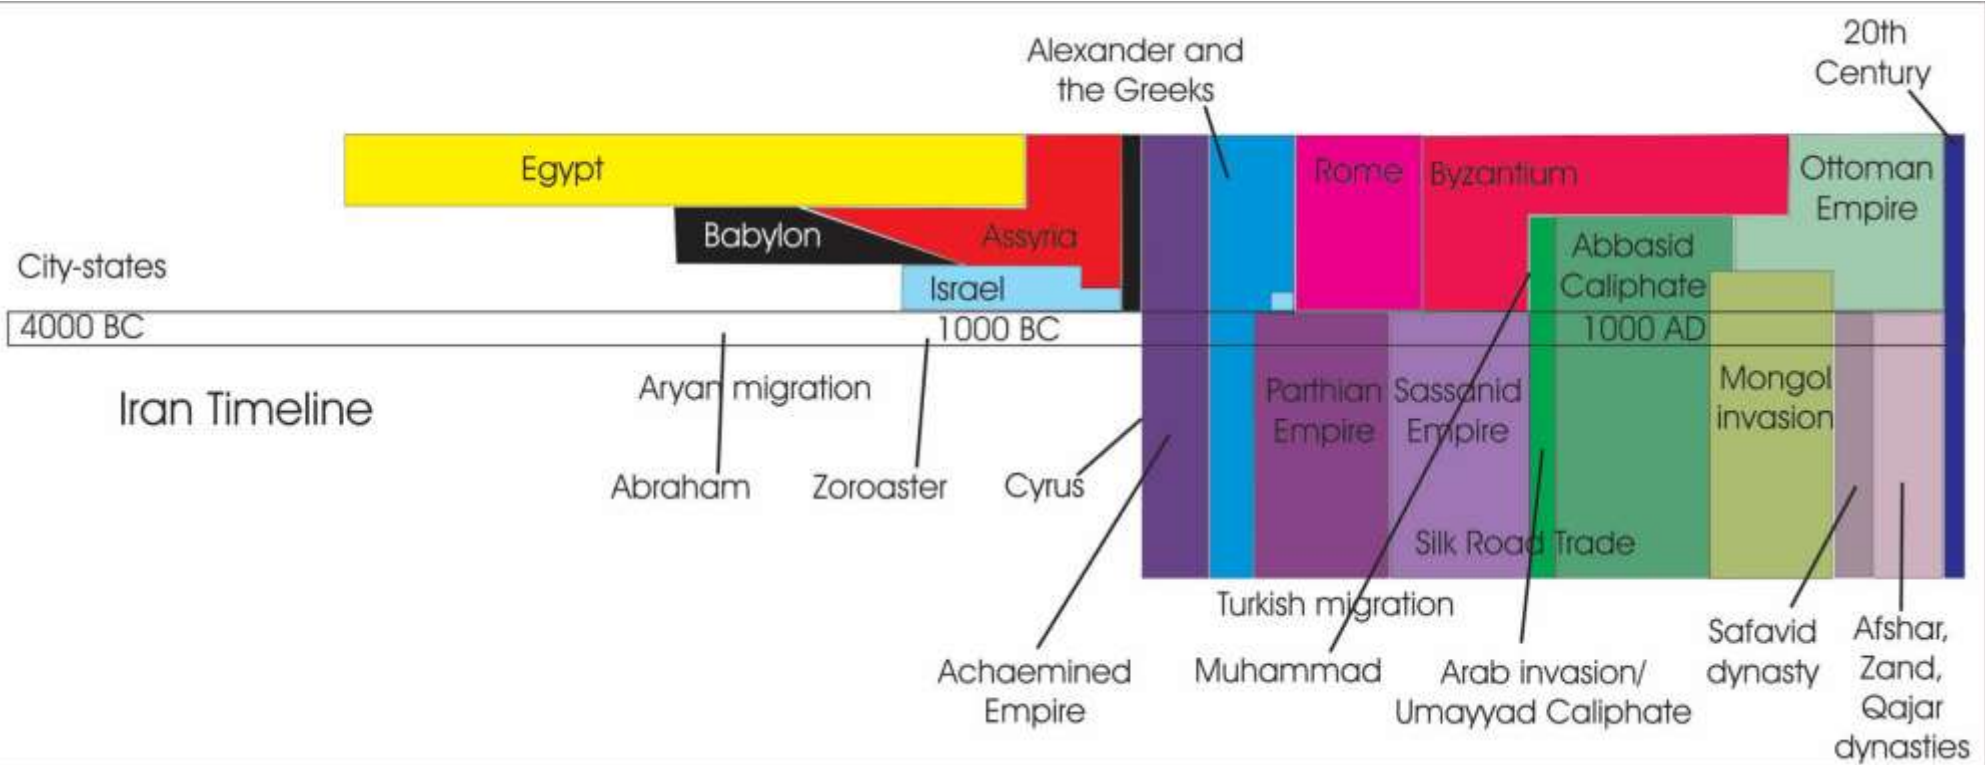 Alexander and
the Greeks
20th
Century
Egypt
Rome
Byzantium
Ottoman
Empire
Babylon
Assyria
Abbasid
Caliphate
City-states
Israel
4000 BC
1000 BC
1000 AD
Iran Timeline
Aryan migration
Parthian
Empire
Sassanid
Empire
Mongol
invasion
Abraham
Zoroaster
Cyrus
Silk Road Trade
Turkish migration
Achaemined
Empire
Muhammad
Arab invasion/
Umayyad Caliphate
Safavid
dynasty
Afshar,
Zand,
Qajar
dynasties